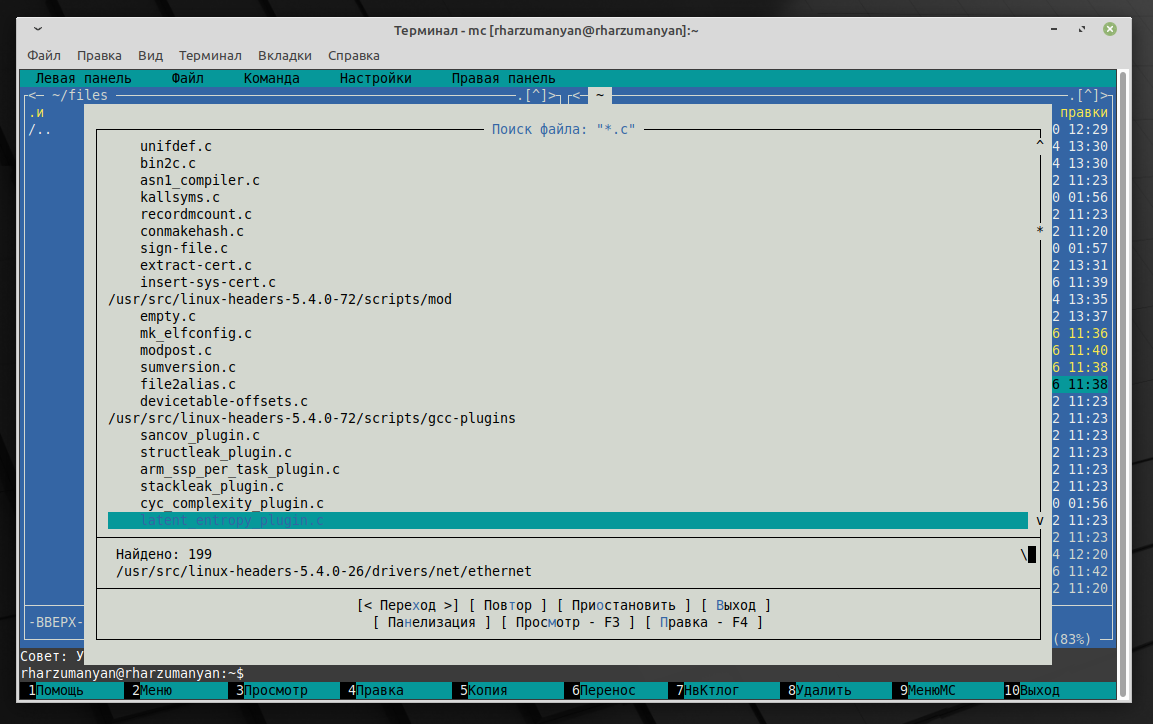 Терминал - mc [rharzumanyan@rharzumanyan]:~
Файл Правка Вид Терминал Вкладки Справка
Левая панель Файл Команда Настройки Правая панель
<─ ~/files .[^]> <─ ~ .[^]>
.и правки
/.. 0 12:29
Поиск файла: "*.c"
unifdef.c ^ 4 13:30
bin2c.c 4 13:30
asn1_compiler.c 2 11:23
kallsyms.c 0 01:56
recordmcount.c 2 11:23
conmakehash.c * 2 11:20
sign-file.c 0 01:57
extract-cert.c 2 13:31
insert-sys-cert.c 6 11:39
/usr/src/linux-headers-5.4.0-72/scripts/mod 4 13:35
empty.c 2 13:37
mk_elfconfig.c 6 11:36
modpost.c 6 11:40
sumversion.c 6 11:38
file2alias.c 6 11:38
devicetable-offsets.c 2 11:23
/usr/src/linux-headers-5.4.0-72/scripts/gcc-plugins 2 11:23
sancov_plugin.c 2 11:23
structleak_plugin.c 2 11:23
arm_ssp_per_task_plugin.c 2 11:23
stackleak_plugin.c 2 11:23
cyc_complexity_plugin.c 0 01:56
latent_entropy_plugin.c v 2 11:23
2 11:23
Найдено: 199 \ 4 12:20
/usr/src/linux-headers-5.4.0-26/drivers/net/ethernet 6 11:42
2 11:20
[< Переход >] [ Повтор ] [ Приостановить ] [ Выход ]
-ВВЕРХ- [ Панелизация ] [ Просмотр - F3 ] [ Правка - F4 ]
(83%)
Совет: У
rharzumanyan@rharzumanyan:~$
1Помощь 2Меню 3Просмотр 4Правка 5Копия 6Перенос 7НвКтлог 8Удалить 9МенюMC 10Выход